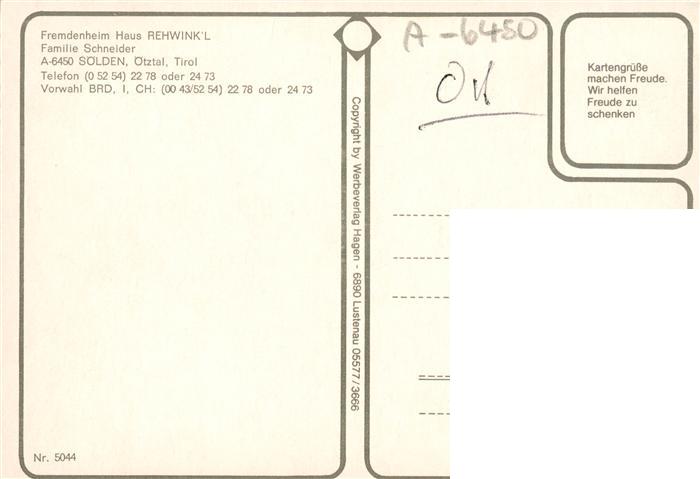 Fremdenheim Haus REHWINK'L
Familie Schneider
A-6450 SÖLDEN, Ötztal, Tirol
Telefon (0 52 54) 22 78 oder 24 73
Vorwahl BRD, I, CH: (00 43/52 54) 22 78 oder 24 73
Nr. 5044
Copyright by Werbeverlag Hagen - 6890 Lustenau 05577/3666
A-6450
Kartengrüße
machen Freude.
Wir helfen
Freude zu
schenken